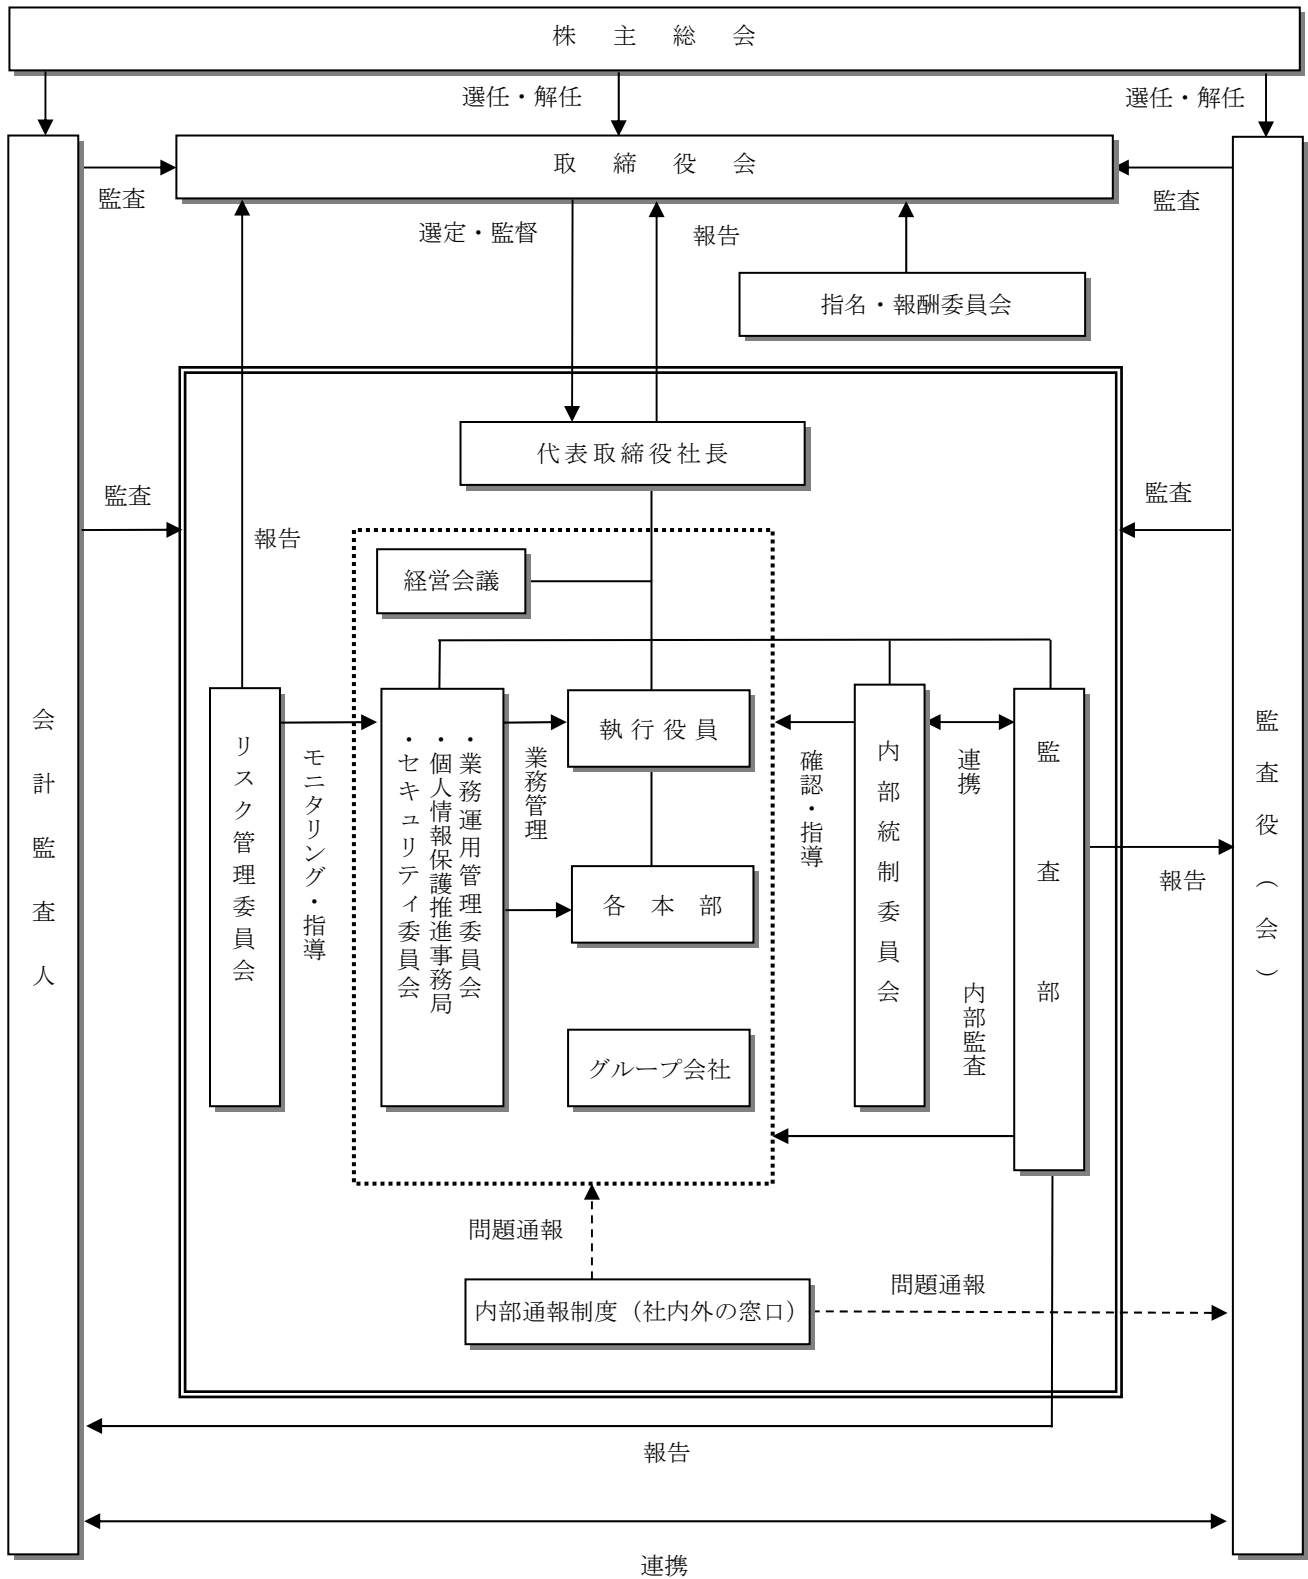 株主総会
選任・解任
選任・解任
取締役会
監査
監査
選定・監督
報告
指名・報酬委員会
代表取締役社長
監査
監査
報告
経営会議
会計監査人
リスク管理委員会
モニタリング・指導
・業務運用管理委員会
・個人情報保護推進事務局
・セキュリティ委員会
業務管理
執行役員
各本部
グループ会社
確認・指導
内部統制委員会
連携
内部監査
監査部
報告
監査役（会）
問題通報
内部通報制度（社内外の窓口）
問題通報
報告
連携